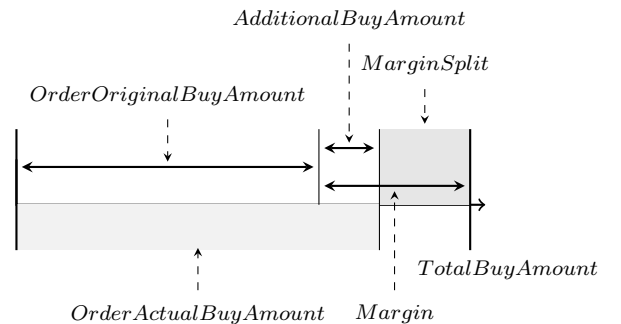 AdditionalBuyAmount
MarginSplit
OrderOriginalBuyAmount
TotalBuyAmount
OrderActualBuyAmount
Margin